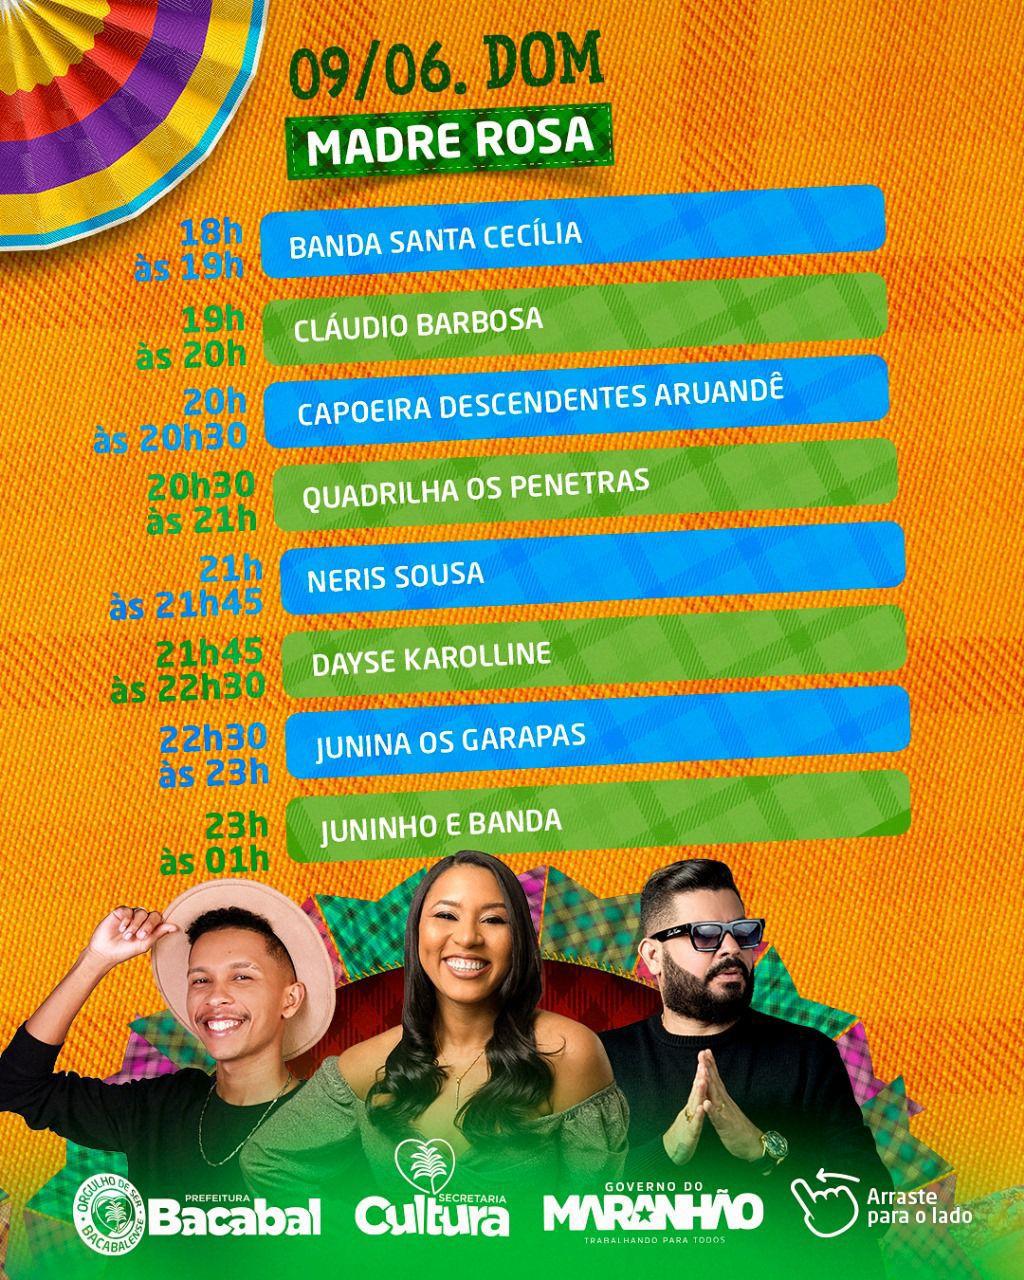 09/06. DOM
MADRE ROSA
18h
às 19h
BANDA SANTA CECÍLIA
19h
às 20h
CLÁUDIO BARBOSA
20h
às 20h30
CAPOEIRA DESCENDENTES ARUANDÊ
20h30
às 21h
QUADRILHA OS PENETRAS
21h
às 21h45
NERIS SOUSA
21h45
às 22h30
DAYSE KAROLLINE
22h30
às 23h
JUNINA OS GARAPAS
23h
às 01h
JUNINHO E BANDA
ORGULHO DE SER
BACABALENSE
PREFEITURA
Bacabal
SECRETARIA
Cultura
GOVERNO DO
MARANHÃO
TRABALHANDO PARA TODOS
Arraste
para o lado